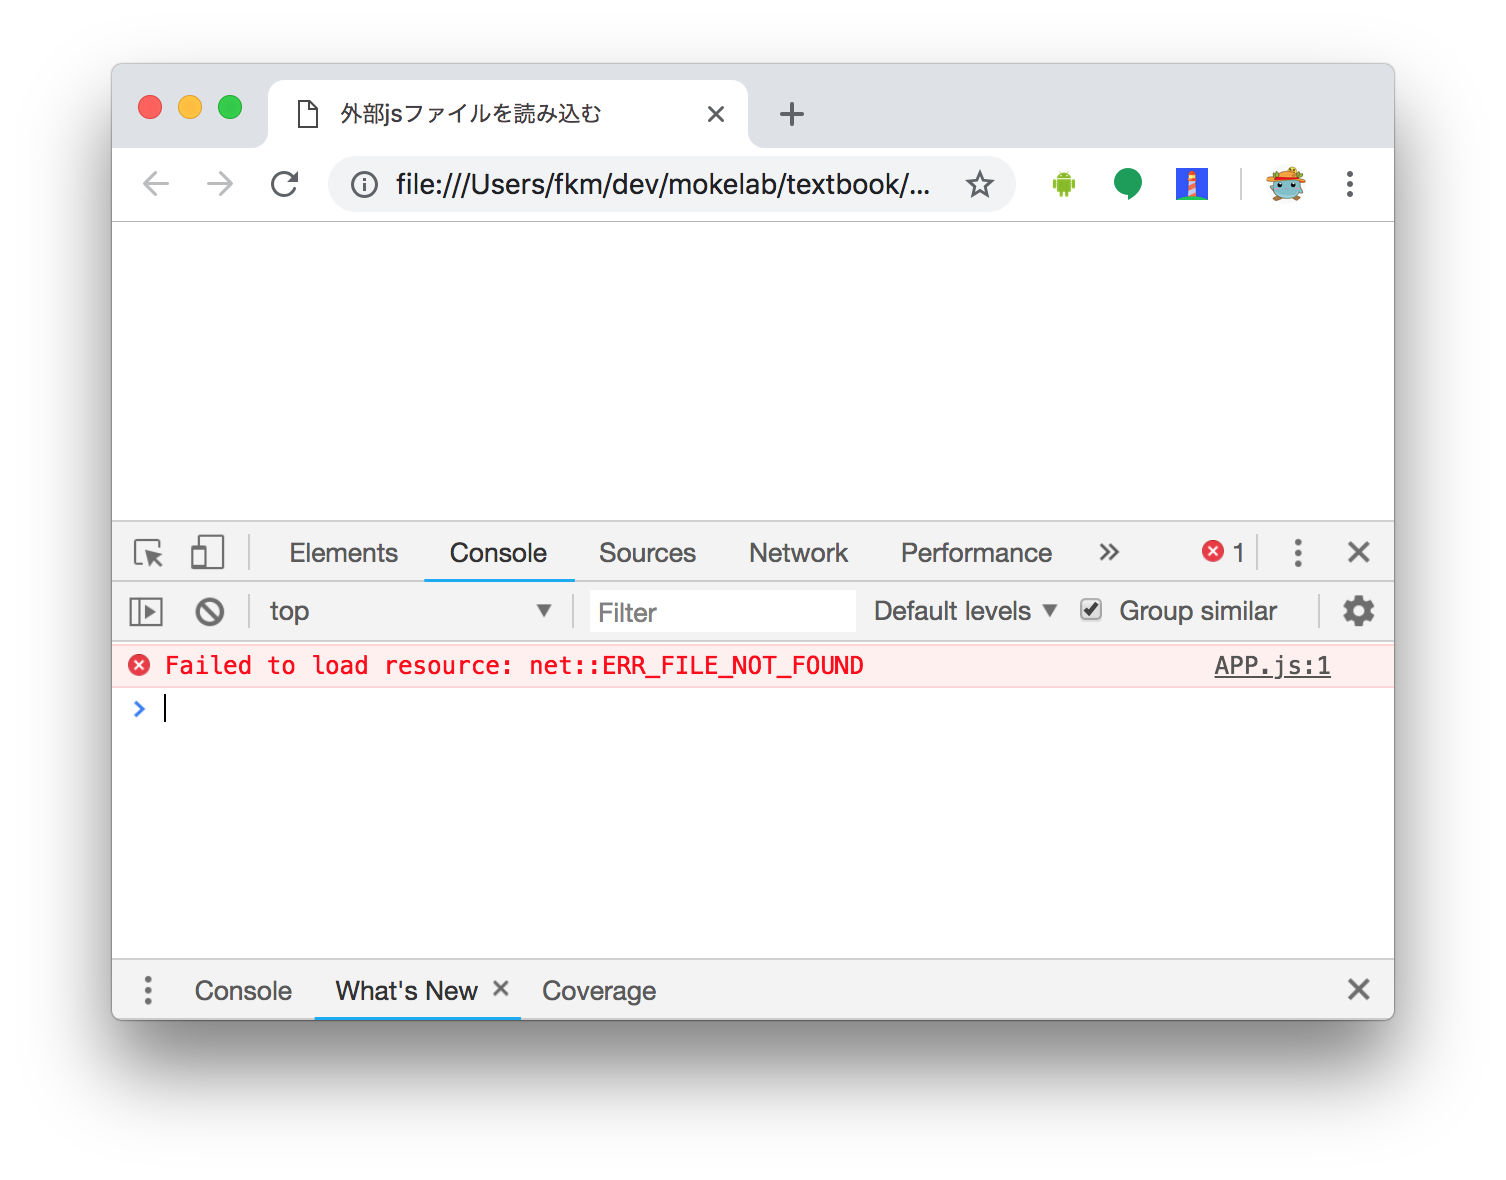 外部jsファイルを読み込む
file:///Users/fkm/dev/mokelab/textbook/...
Elements Console Sources Network Performance 1
top Filter Default levels Group similar
Failed to load resource: net::ERR_FILE_NOT_FOUND APP.js:1
Console What's New Coverage